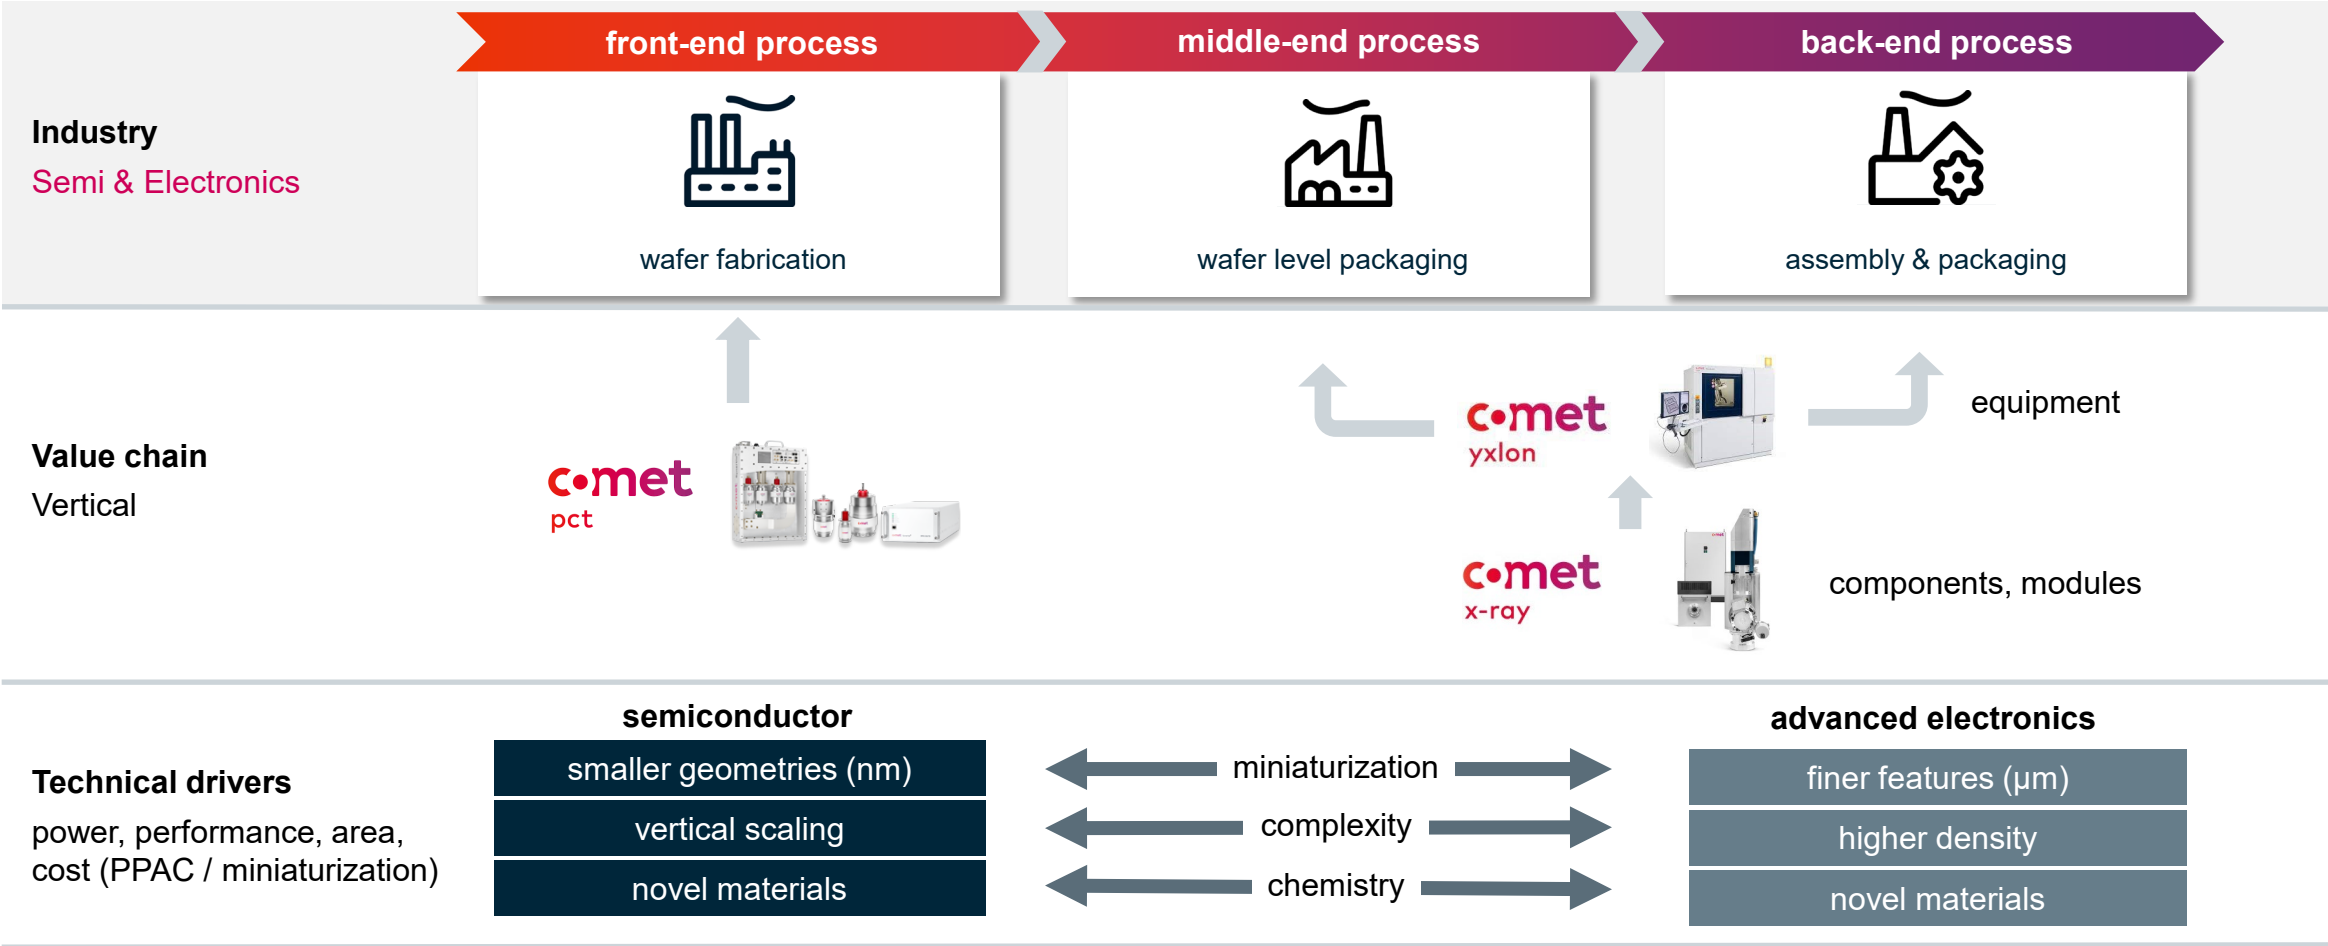 front-end process
middle-end process
back-end process
Industry
Semi & Electronics
wafer fabrication
wafer level packaging
assembly & packaging
Value chain
Vertical
comet
pct
comet
yxlon
equipment
comet
x-ray
components, modules
semiconductor
advanced electronics
Technical drivers
power, performance, area,
cost (PPAC / miniaturization)
smaller geometries (nm)
miniaturization
finer features (µm)
vertical scaling
complexity
higher density
novel materials
chemistry
novel materials